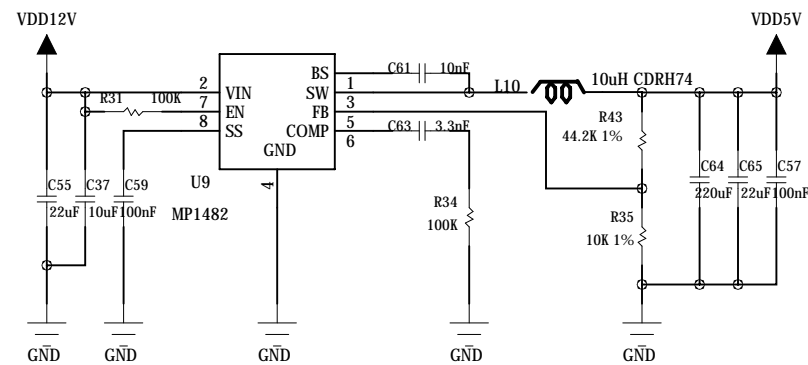 VDD12V
VDD5V
C61 10nF
L10
10uH CDRH74
R31 100K
2
7
8
VIN
EN
SS
BS
SW
FB
COMP
GND
1
3
5
6
4
C63 3.3nF
R43
44.2K 1%
U9
MP1482
C55
22uF
C37
10uF
C59
100nF
R34
100K
R35
10K 1%
C64
220uF
C65
22uF
C57
100nF
GND
GND
GND
GND
GND